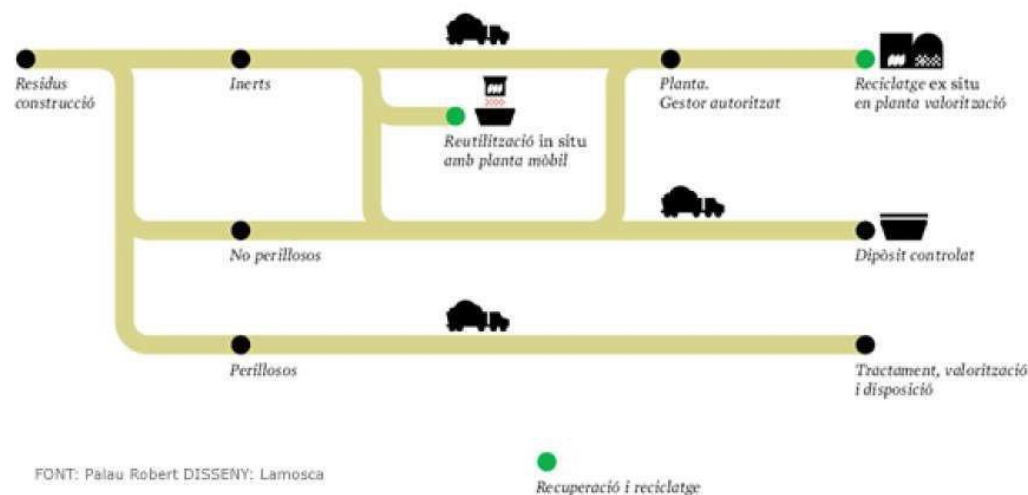 Residus
construcció
Inerts
Planta.
Gestor autoritzat
Reciclatge ex situ
en planta valorització
Reutilització in situ
amb planta mòbil
No perillosos
Dipòsit controlat
Perillosos
Tractament, valorització
i disposició
FONT: Palau Robert DISSENY: Lamosca
Recuperació i reciclatge